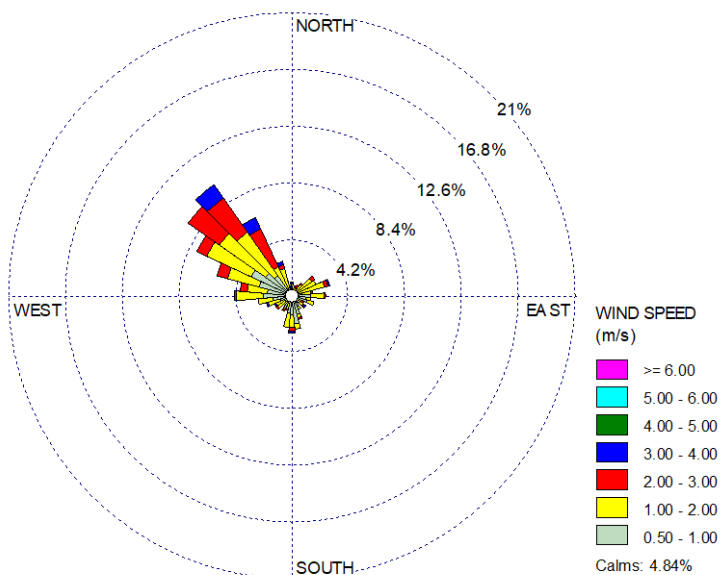 NORTH
21%
16.8%
12.6%
8.4%
4.2%
WEST
EAST
SOUTH
WIND SPEED
(m/s)
>= 6.00
5.00 - 6.00
4.00 - 5.00
3.00 - 4.00
2.00 - 3.00
1.00 - 2.00
0.50 - 1.00
Calms: 4.84%